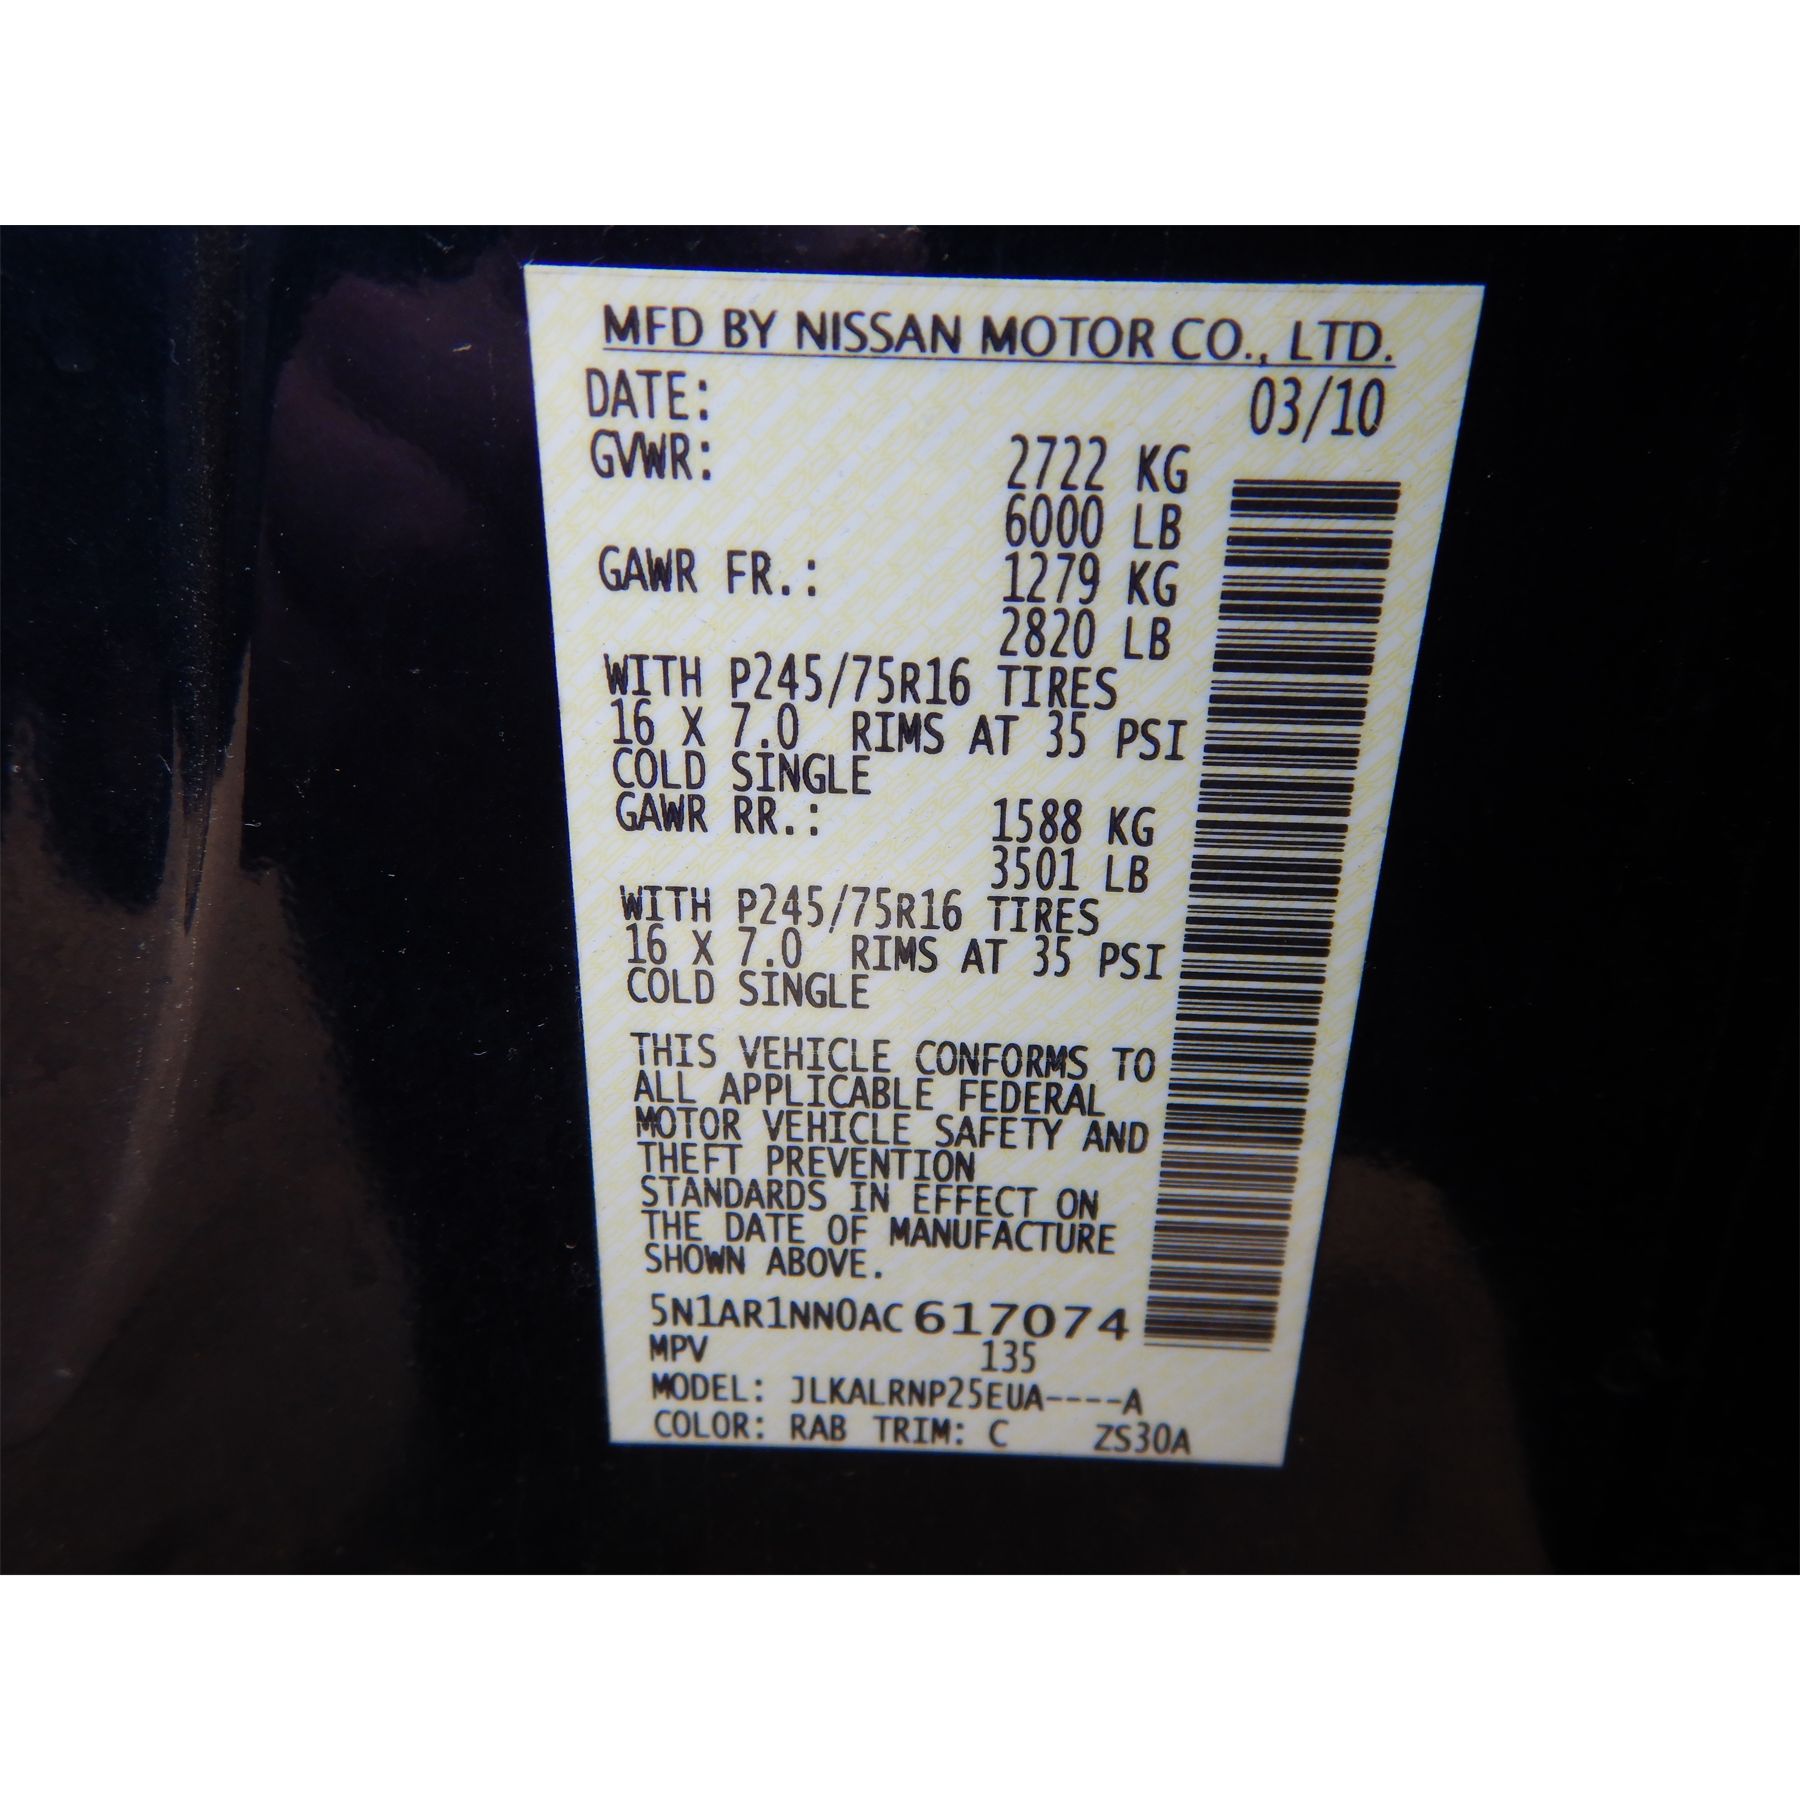 MFD BY NISSAN MOTOR CO., LTD.
DATE: 03/10
GVWR: 2722 KG
6000 LB
GAWR FR.: 1279 KG
2820 LB
WITH P245/75R16 TIRES
16 X 7.0 RIMS AT 35 PSI
COLD SINGLE
GAWR RR.: 1588 KG
3501 LB
WITH P245/75R16 TIRES
16 X 7.0 RIMS AT 35 PSI
COLD SINGLE
THIS VEHICLE CONFORMS TO
ALL APPLICABLE FEDERAL
MOTOR VEHICLE SAFETY AND
THEFT PREVENTION
STANDARDS IN EFFECT ON
THE DATE OF MANUFACTURE
SHOWN ABOVE.
5N1AR1NN0AC617074
MPV 135
MODEL: JLKALRNP25EUA----A
COLOR: RAB TRIM: C ZS30A